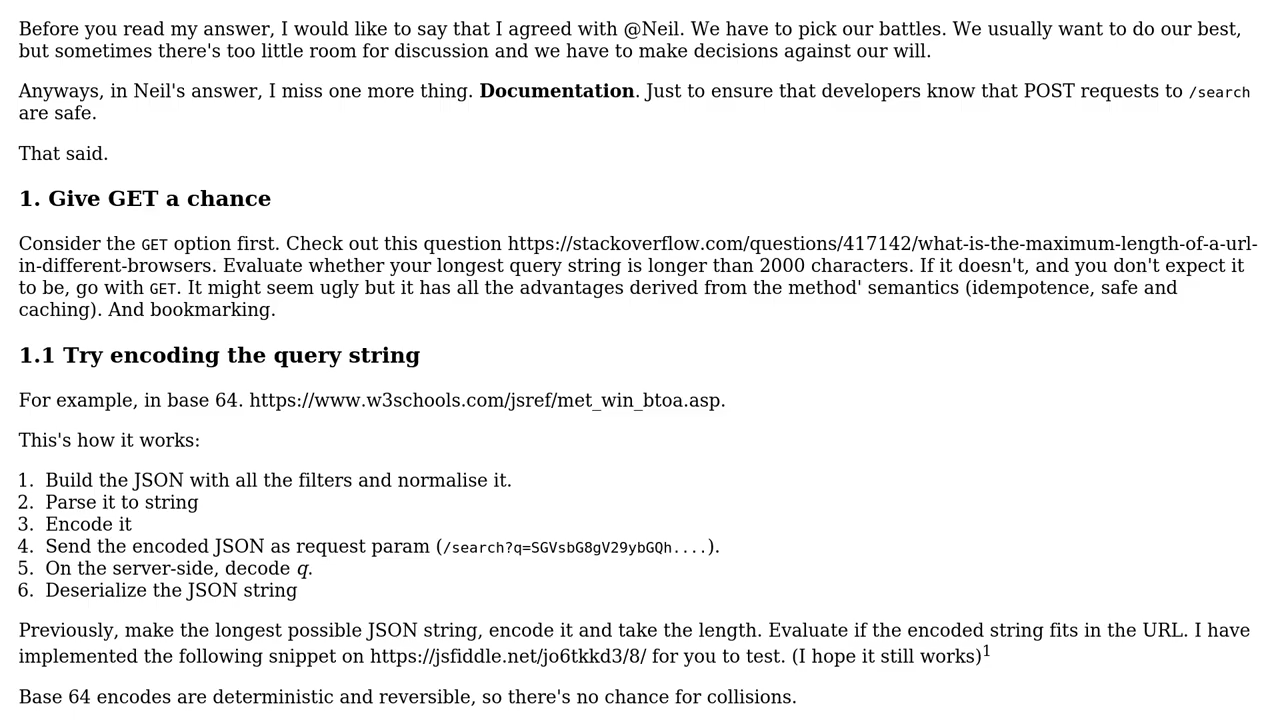 Before you read my answer, I would like to say that I agreed with @Neil. We have to pick our battles. We usually want to do our best,
but sometimes there's too little room for discussion and we have to make decisions against our will.
Anyways, in Neil's answer, I miss one more thing. Documentation. Just to ensure that developers know that POST requests to /search
are safe.
That said.
1. Give GET a chance
Consider the GET option first. Check out this question https://stackoverflow.com/questions/417142/what-is-the-maximum-length-of-a-url-
in-different-browsers. Evaluate whether your longest query string is longer than 2000 characters. If it doesn't, and you don't expect it
to be, go with GET. It might seem ugly but it has all the advantages derived from the method' semantics (idempotence, safe and
caching). And bookmarking.
1.1 Try encoding the query string
For example, in base 64. https://www.w3schools.com/jsref/met_win_btoa.asp.
This's how it works:
1. Build the JSON with all the filters and normalise it.
2. Parse it to string
3. Encode it
4. Send the encoded JSON as request param (/search?q=SGVsbG8gV29ybGQh....).
5. On the server-side, decode q.
6. Deserialize the JSON string
Previously, make the longest possible JSON string, encode it and take the length. Evaluate if the encoded string fits in the URL. I have
implemented the following snippet on https://jsfiddle.net/jo6tkkd3/8/ for you to test. (I hope it still works)1
Base 64 encodes are deterministic and reversible, so there's no chance for collisions.